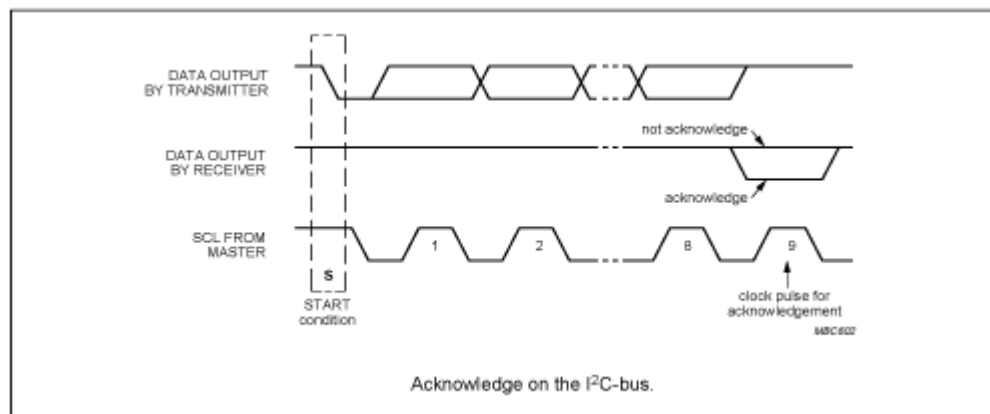 DATA OUTPUT
BY TRANSMITTER
not acknowledge
DATA OUTPUT
BY RECEIVER
acknowledge
SCL FROM
MASTER
1
2
8
9
S
START
condition
clock pulse for
acknowledgement
MBC602
Acknowledge on the I²C-bus.